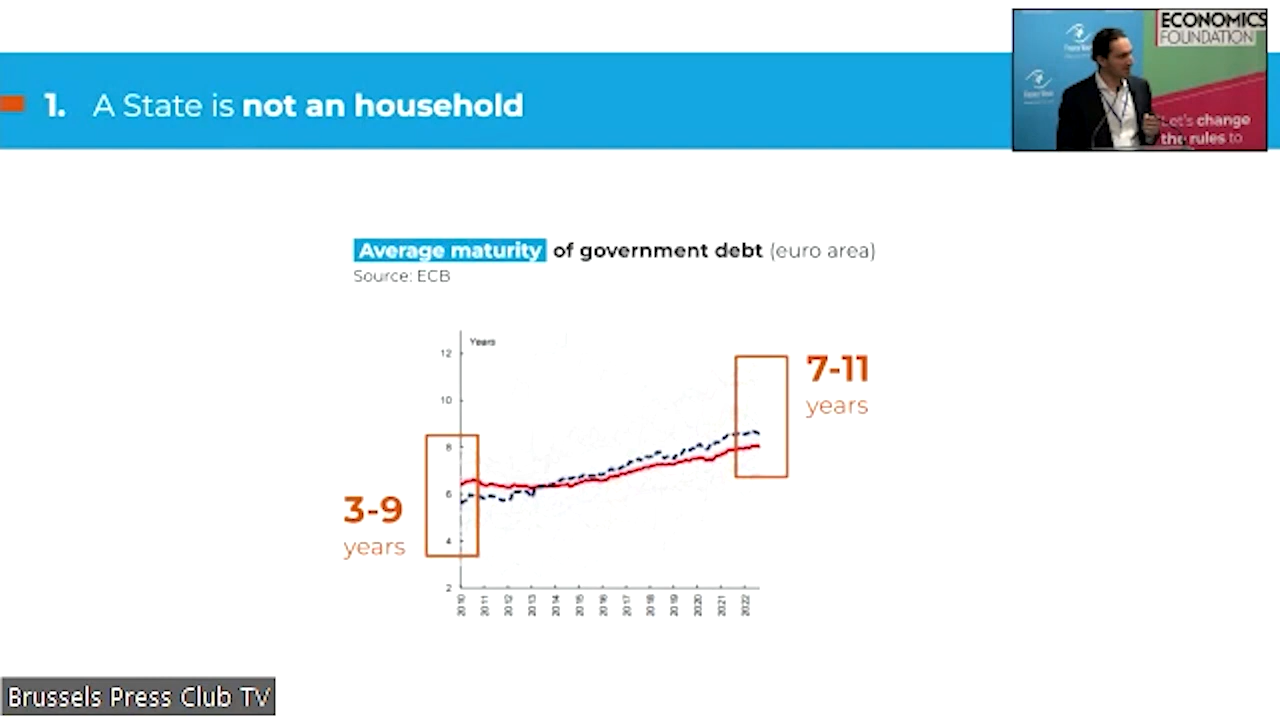 1. A State is not an household
ECONOMICS
FOUNDATION
Let's change
the rules to
Average maturity of government debt (euro area)
Source: ECB
Years
12
10
8
6
4
2
2010 2011 2012 2013 2014 2015 2016 2017 2018 2019 2020 2021 2022
3-9
years
7-11
years
Brussels Press Club TV